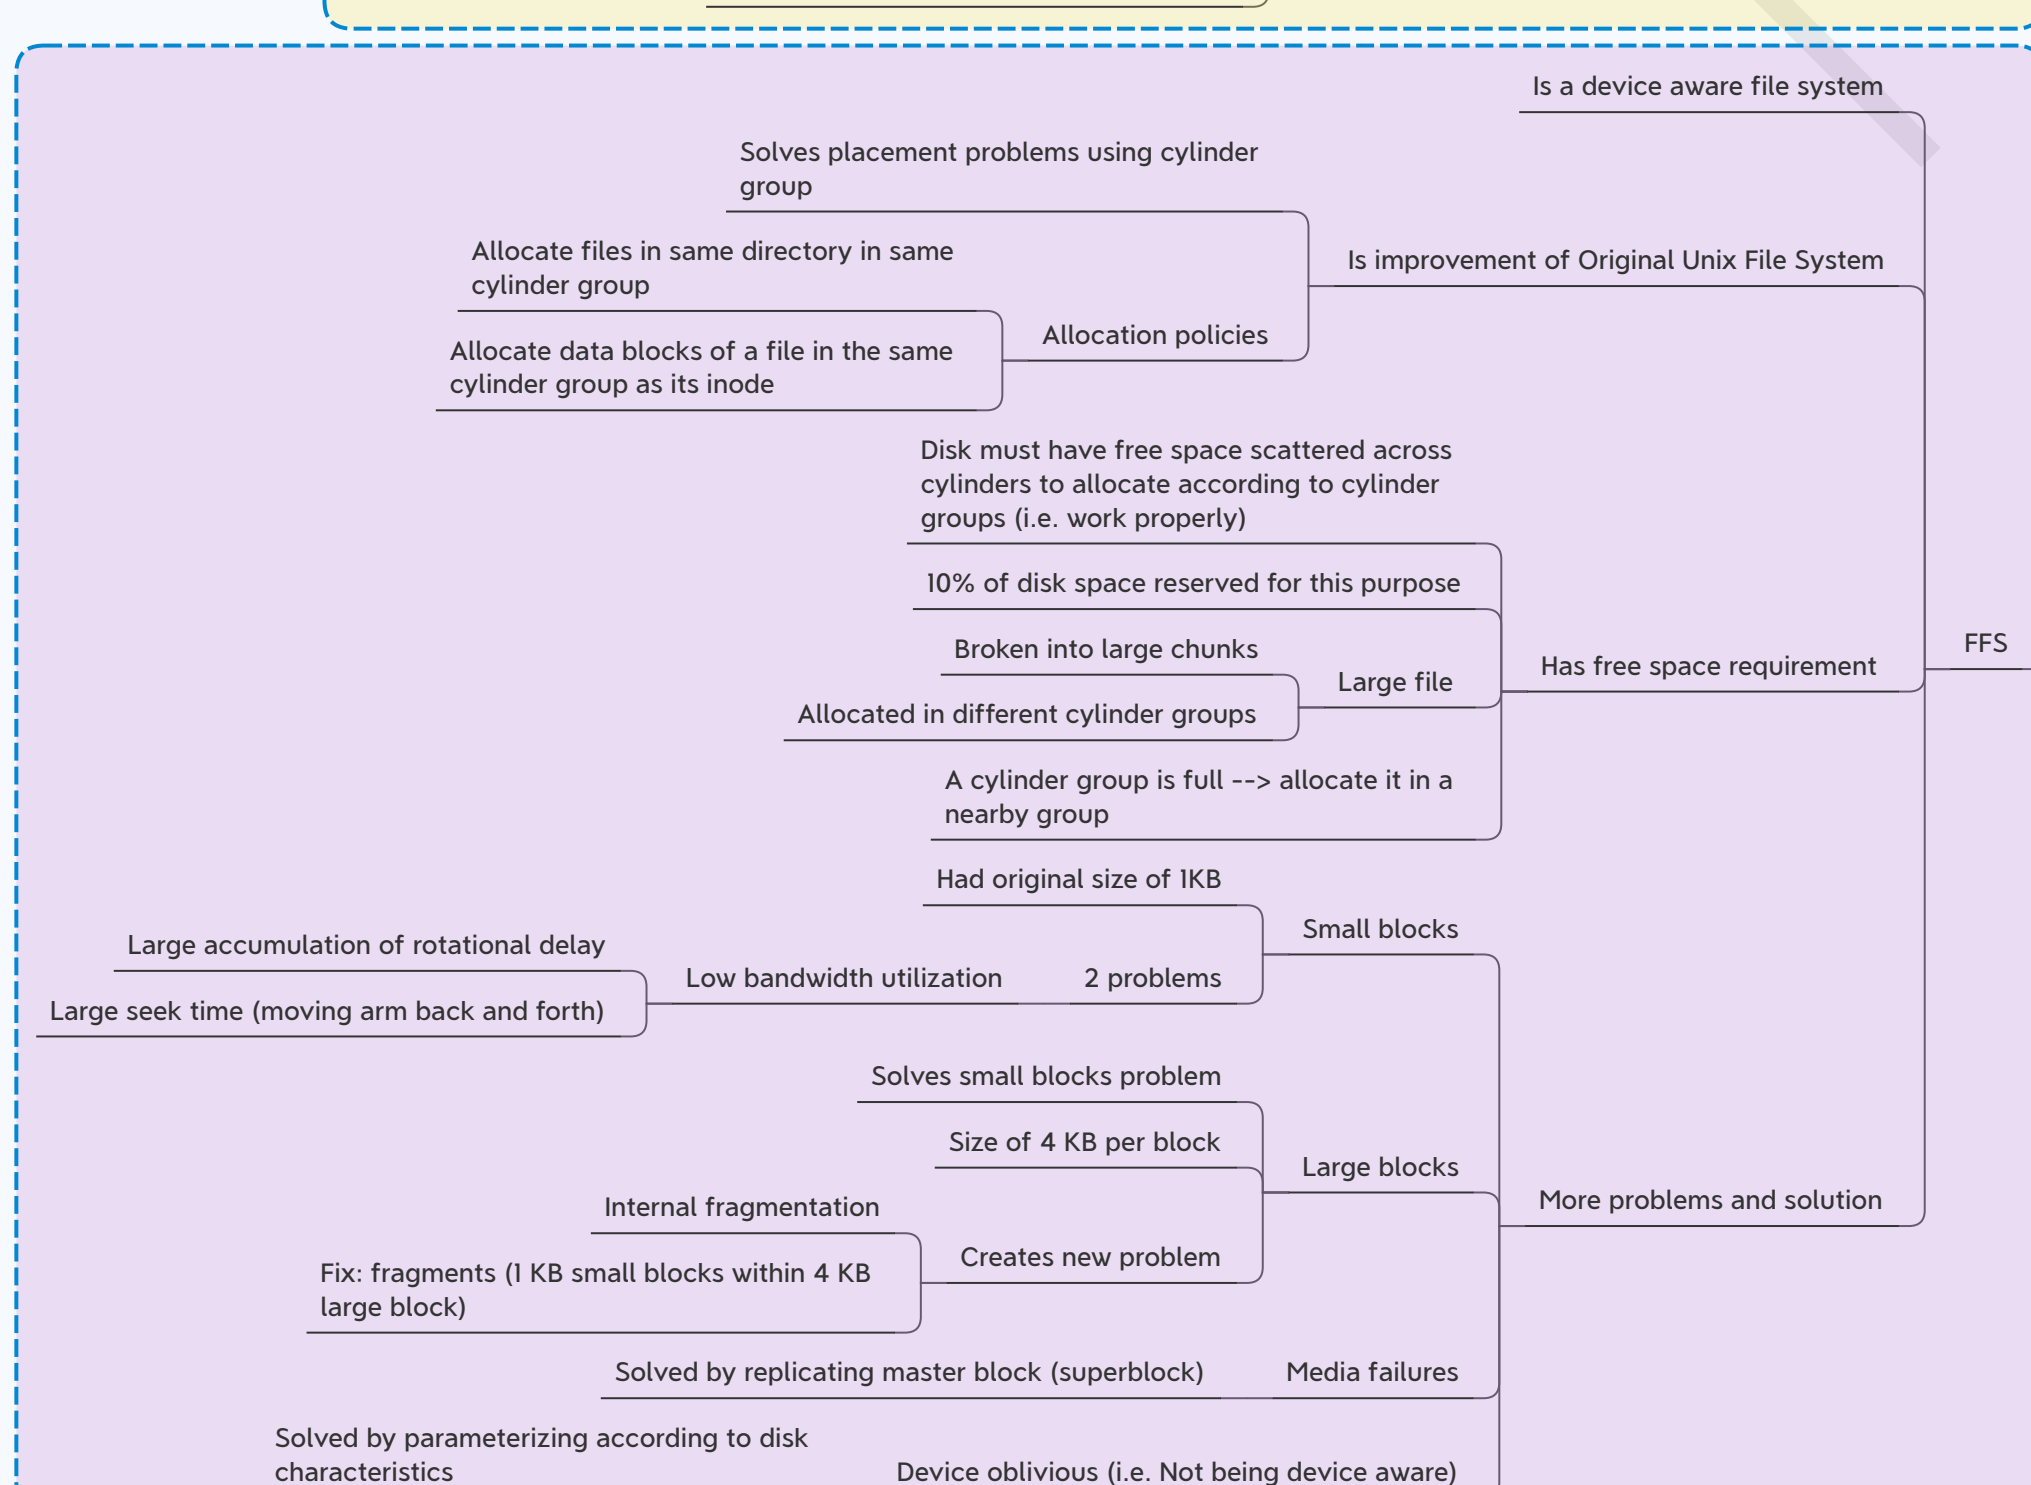 Is a device aware file system
Solves placement problems using cylinder
group
Allocate files in same directory in same
cylinder group
Is improvement of Original Unix File System
Allocation policies
Allocate data blocks of a file in the same
cylinder group as its inode
Disk must have free space scattered across
cylinders to allocate according to cylinder
groups (i.e. work properly)
10% of disk space reserved for this purpose
Broken into large chunks
Large file
Allocated in different cylinder groups
Has free space requirement
FFS
A cylinder group is full --> allocate it in a
nearby group
Had original size of 1KB
Small blocks
Large accumulation of rotational delay
Low bandwidth utilization
2 problems
Large seek time (moving arm back and forth)
Solves small blocks problem
Size of 4 KB per block
Large blocks
Internal fragmentation
Creates new problem
Fix: fragments (1 KB small blocks within 4 KB
large block)
More problems and solution
Solved by replicating master block (superblock)
Media failures
Solved by parameterizing according to disk
characteristics
Device oblivious (i.e. Not being device aware)